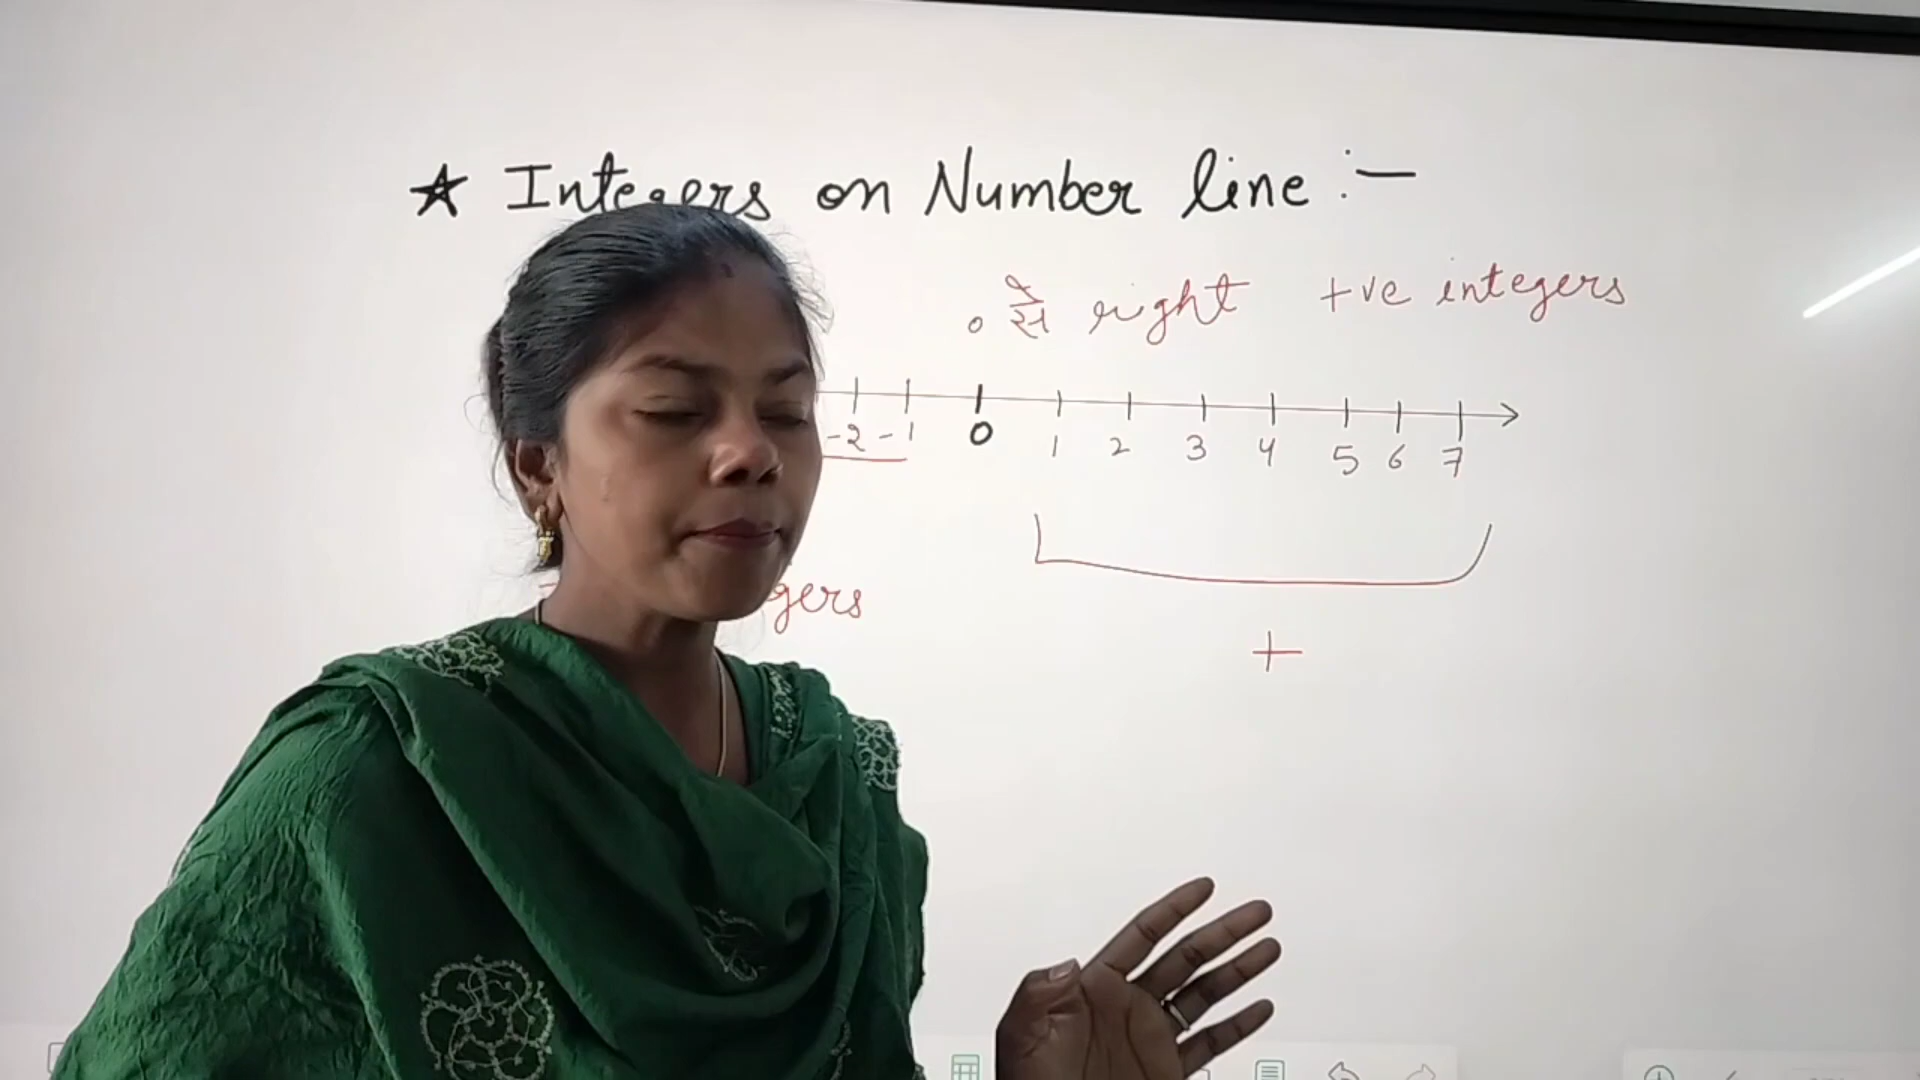 ★ Integers on Number line :-
0 से right +ve integers
-2 -1 0 1 2 3 4 5 6 7
gers
+